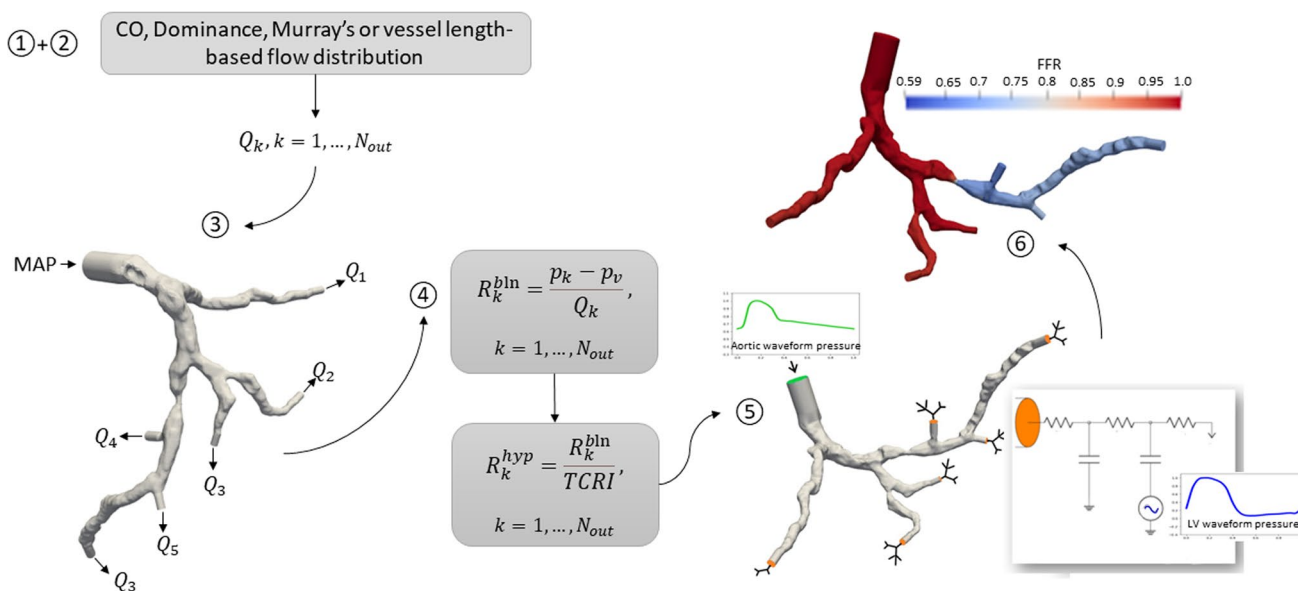 ①+②
CO, Dominance, Murray's or vessel length-
based flow distribution
Q_k, k = 1, …, N_out
③
MAP
Q_1
Q_2
Q_4
Q_3
Q_5
Q_3
④
R_k^bln = (p_k − p_v) / Q_k,
k = 1, …, N_out
R_k^hyp = R_k^bln / TCRI,
k = 1, …, N_out
⑤
Aortic waveform pressure
LV waveform pressure
⑥
FFR
0.59 0.65 0.7 0.75 0.8 0.85 0.9 0.95 1.0